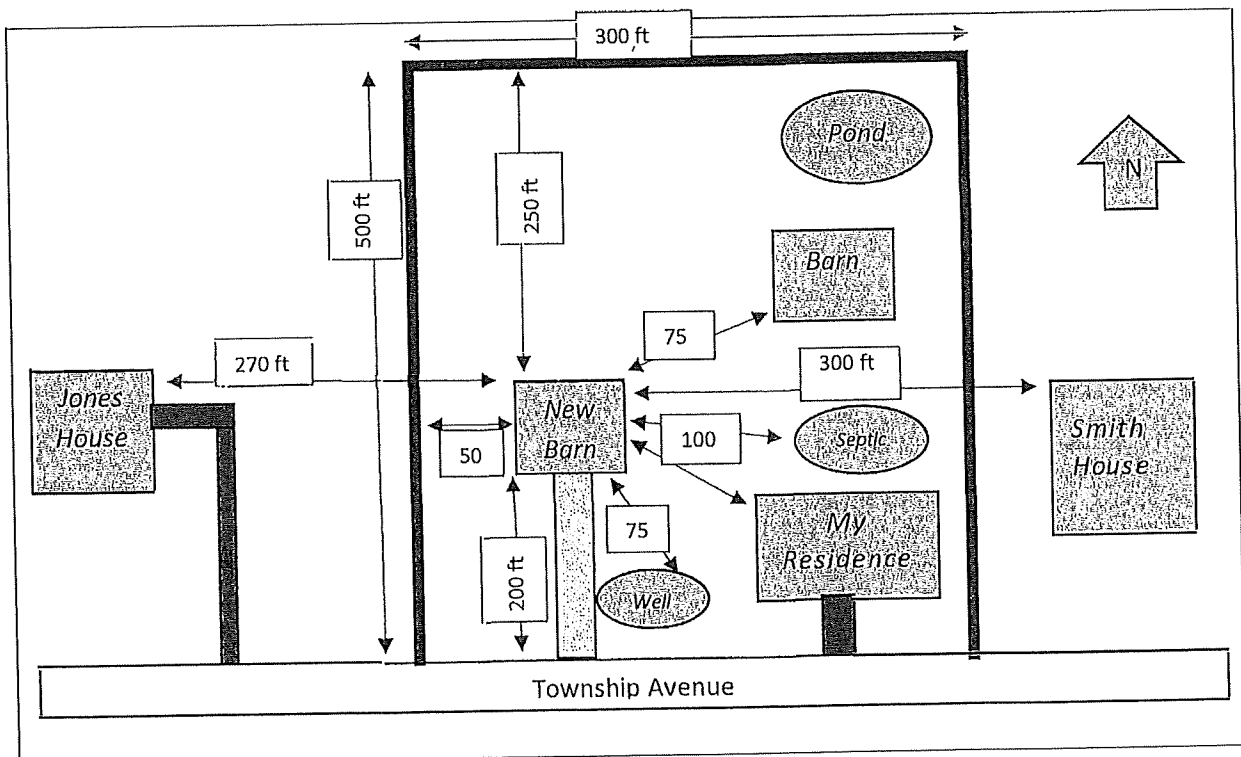 300 ft
Pond
N
500 ft
250 ft
Barn
75
270 ft
300 ft
Jones
House
New
Barn
50
100
Septic
Smith
House
75
My
Residence
200 ft
Well
Township Avenue